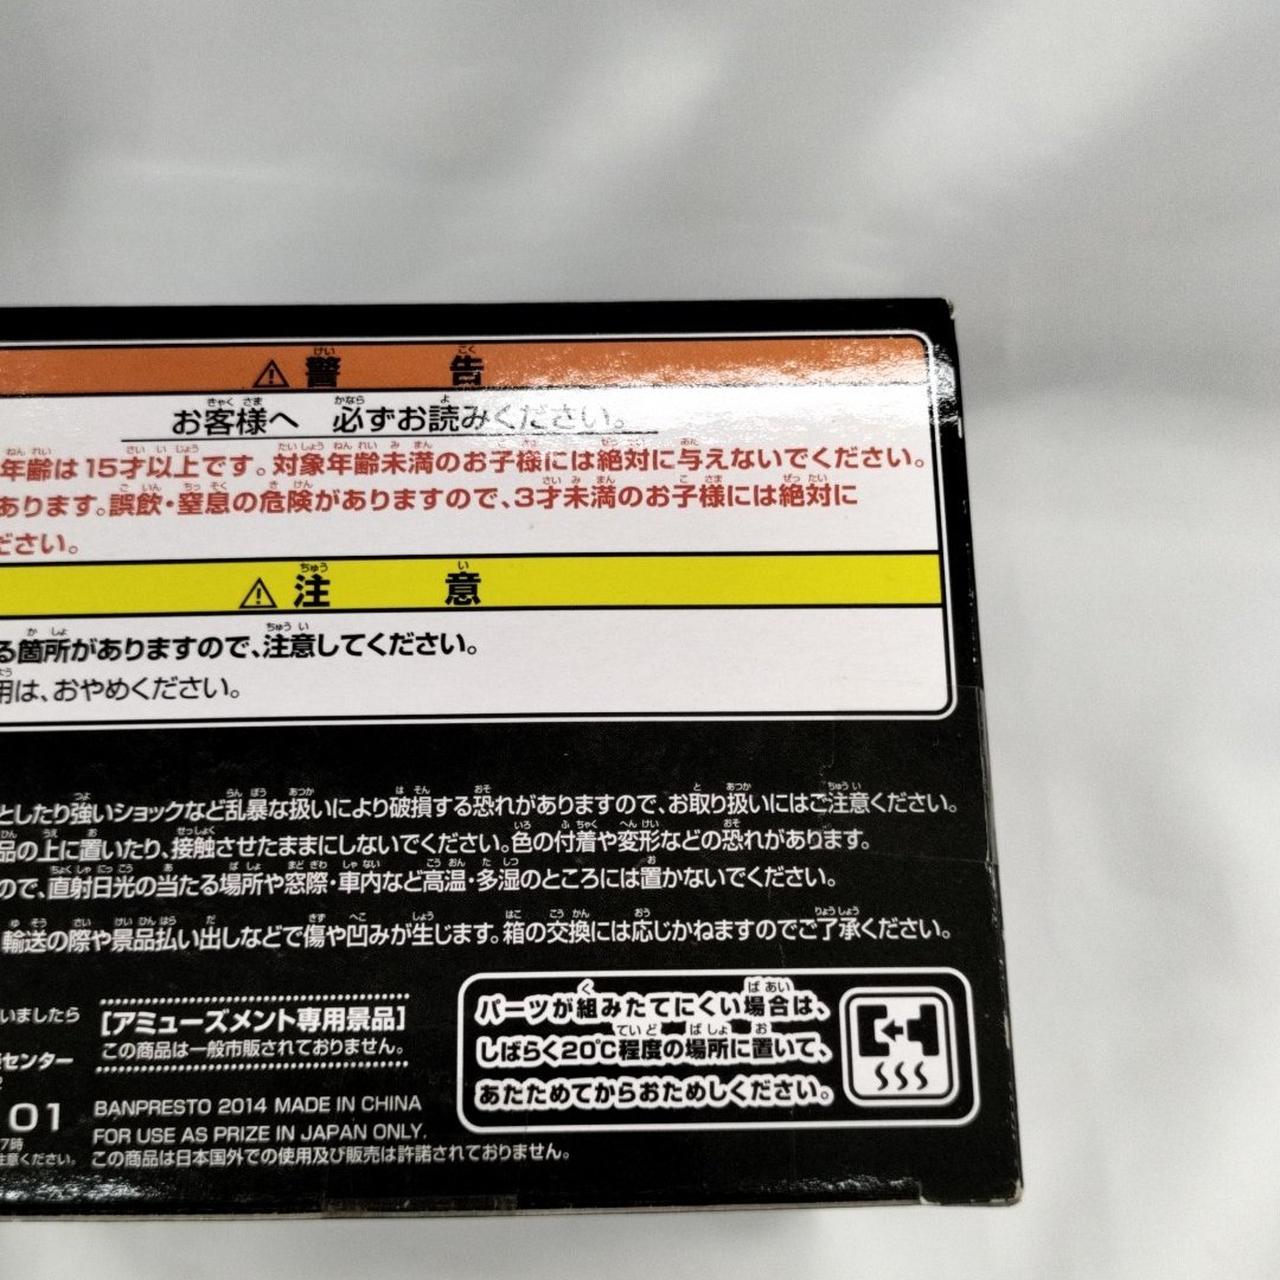 ⚠ 警告
お客様へ 必ずお読みください。
年齢は15才以上です。対象年齢未満のお子様には絶対に与えないでください。
あります。誤飲・窒息の危険がありますので、3才未満のお子様には絶対に
ださい。
⚠ 注意
る箇所がありますので、注意してください。
用は、おやめください。
としたり強いショックなど乱暴な扱いにより破損する恐れがありますので、お取り扱いにはご注意ください。
品の上に置いたり、接触させたままにしないでください。色の付着や変形などの恐れがあります。
ので、直射日光の当たる場所や窓際・車内など高温・多湿のところには置かないでください。
輸送の際や景品払い出しなどで傷や凹みが生じます。箱の交換には応じかねますのでご了承ください。
いましたら
センター
01
7時
注意ください。
[アミューズメント専用景品]
この商品は一般市販されておりません。
BANPRESTO 2014 MADE IN CHINA
FOR USE AS PRIZE IN JAPAN ONLY.
この商品は日本国外での使用及び販売は許諾されておりません。
パーツが組みたてにくい場合は、
しばらく20℃程度の場所に置いて、
あたためてからおためしください。